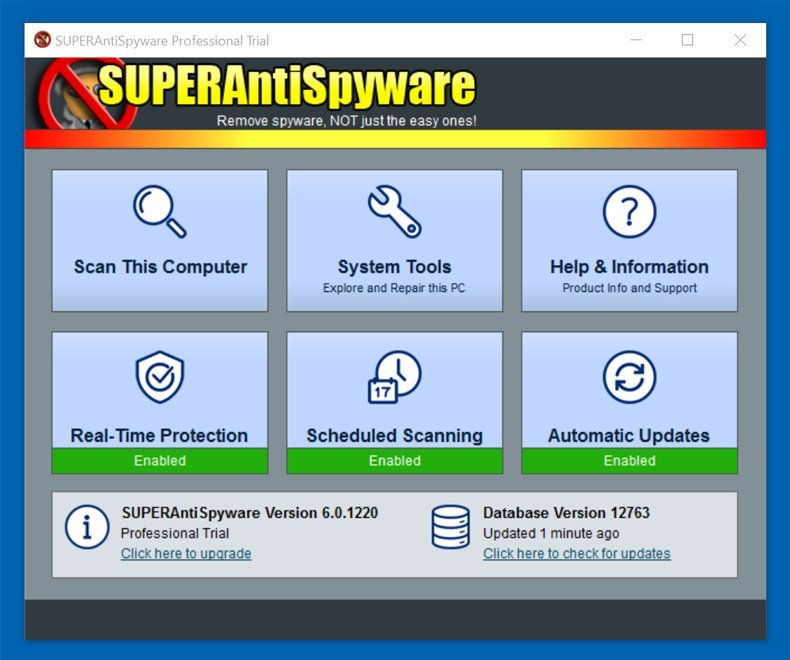 SUPERAntiSpyware Professional Trial
SUPERAntiSpyware
Remove spyware, NOT just the easy ones!
Scan This Computer
System Tools
Explore and Repair this PC
?
Help & Information
Product Info and Support
Real-Time Protection
Enabled
17
Scheduled Scanning
Enabled
Automatic Updates
Enabled
i
SUPERAntiSpyware Version 6.0.1220
Professional Trial
Click here to upgrade
Database Version 12763
Updated 1 minute ago
Click here to check for updates